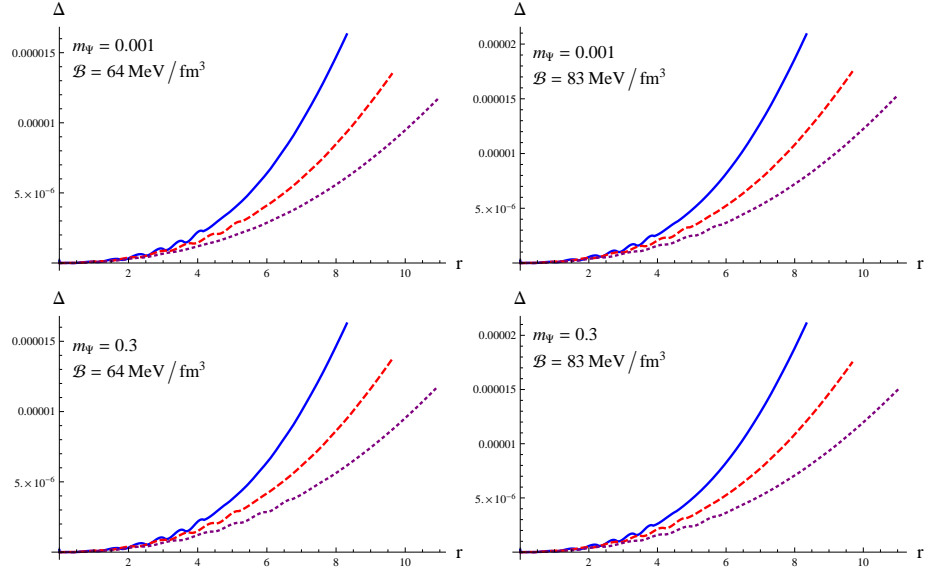 Δ
m_Ψ = 0.001
ℬ = 64 MeV/fm³
0.000015
0.00001
5. × 10⁻⁶
2 4 6 8 10 r
Δ
m_Ψ = 0.001
ℬ = 83 MeV/fm³
0.00002
0.000015
0.00001
5. × 10⁻⁶
2 4 6 8 10 r
Δ
m_Ψ = 0.3
ℬ = 64 MeV/fm³
0.000015
0.00001
5. × 10⁻⁶
2 4 6 8 10 r
Δ
m_Ψ = 0.3
ℬ = 83 MeV/fm³
0.00002
0.000015
0.00001
5. × 10⁻⁶
2 4 6 8 10 r